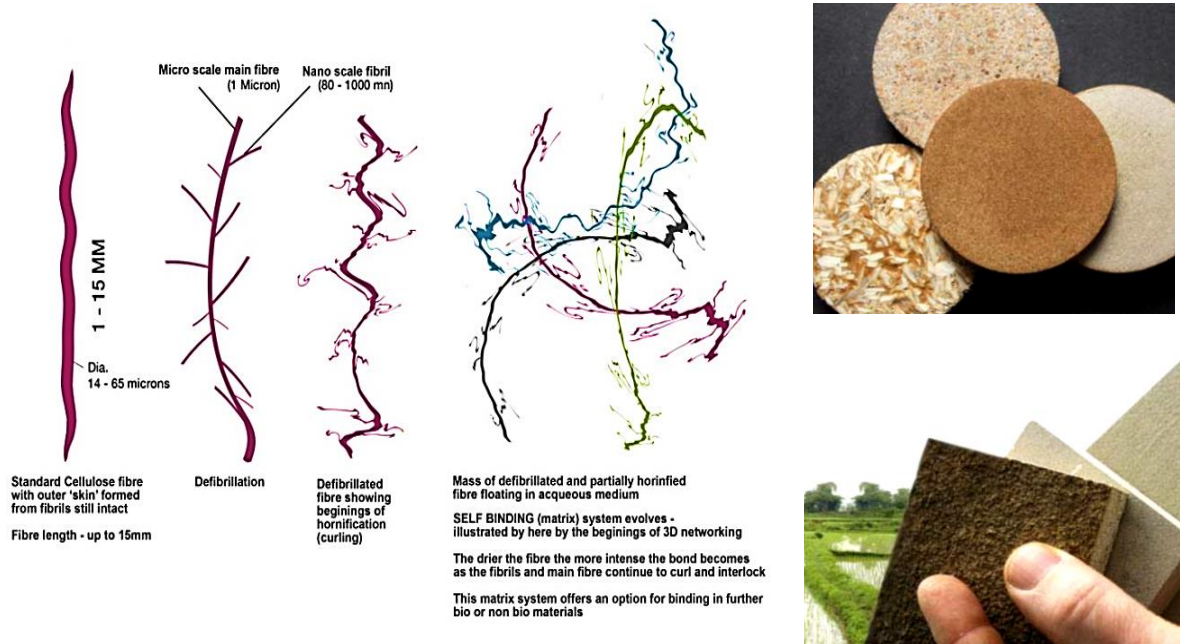 Micro scale main fibre
(1 Micron)
Nano scale fibril
(80 - 1000 mn)
1 – 15 MM
Dia.
14 - 65 microns
Standard Cellulose fibre
with outer 'skin' formed
from fibrils still intact
Fibre length - up to 15mm
Defibrillation
Defibrillated
fibre showing
beginings of
hornification
(curling)
Mass of defibrillated and partially horinfied
fibre floating in acqueous medium
SELF BINDING (matrix) system evolves -
illustrated by here by the beginings of 3D networking
The drier the fibre the more intense the bond becomes
as the fibrils and main fibre continue to curl and interlock
This matrix system offers an option for binding in further
bio or non bio materials